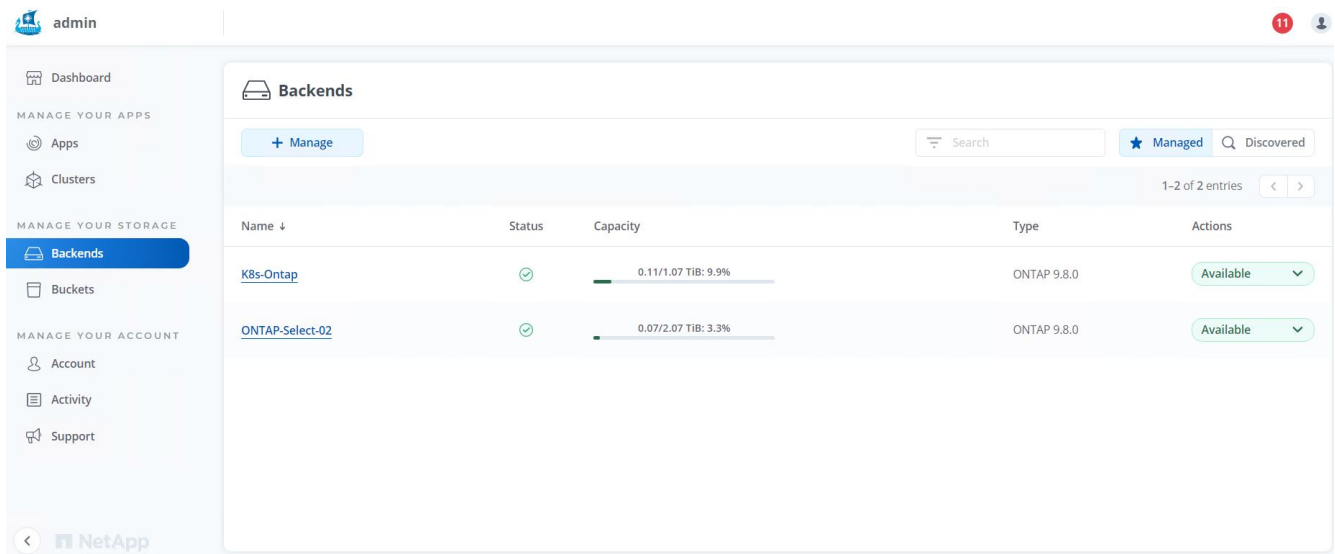 admin
11
Dashboard
MANAGE YOUR APPS
Apps
Clusters
MANAGE YOUR STORAGE
Backends
Buckets
MANAGE YOUR ACCOUNT
Account
Activity
Support
NetApp
Backends
+ Manage
Search
Managed Discovered
1–2 of 2 entries
Name ↓ Status Capacity Type Actions
K8s-Ontap 0.11/1.07 TiB: 9.9% ONTAP 9.8.0 Available
ONTAP-Select-02 0.07/2.07 TiB: 3.3% ONTAP 9.8.0 Available